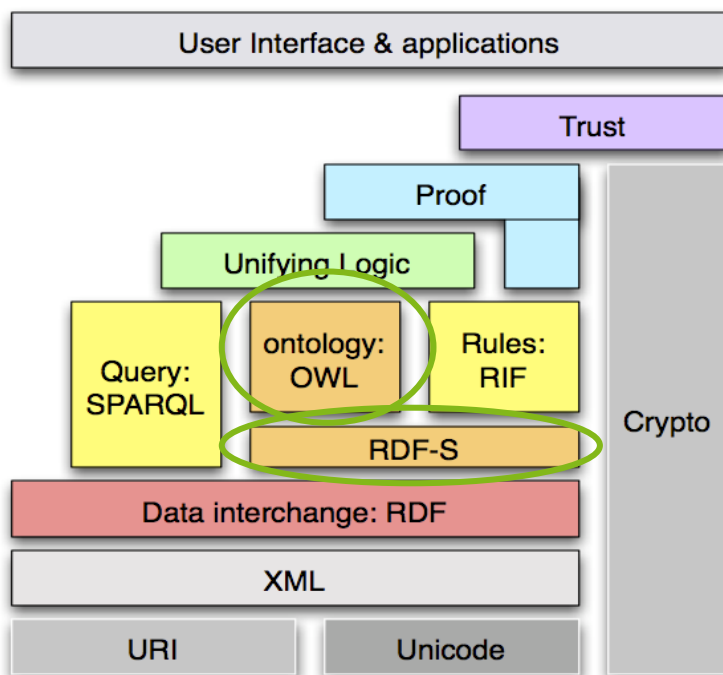 User Interface & applications
Trust
Proof
Unifying Logic
Query:
SPARQL
ontology:
OWL
Rules:
RIF
Crypto
RDF-S
Data interchange: RDF
XML
URI
Unicode